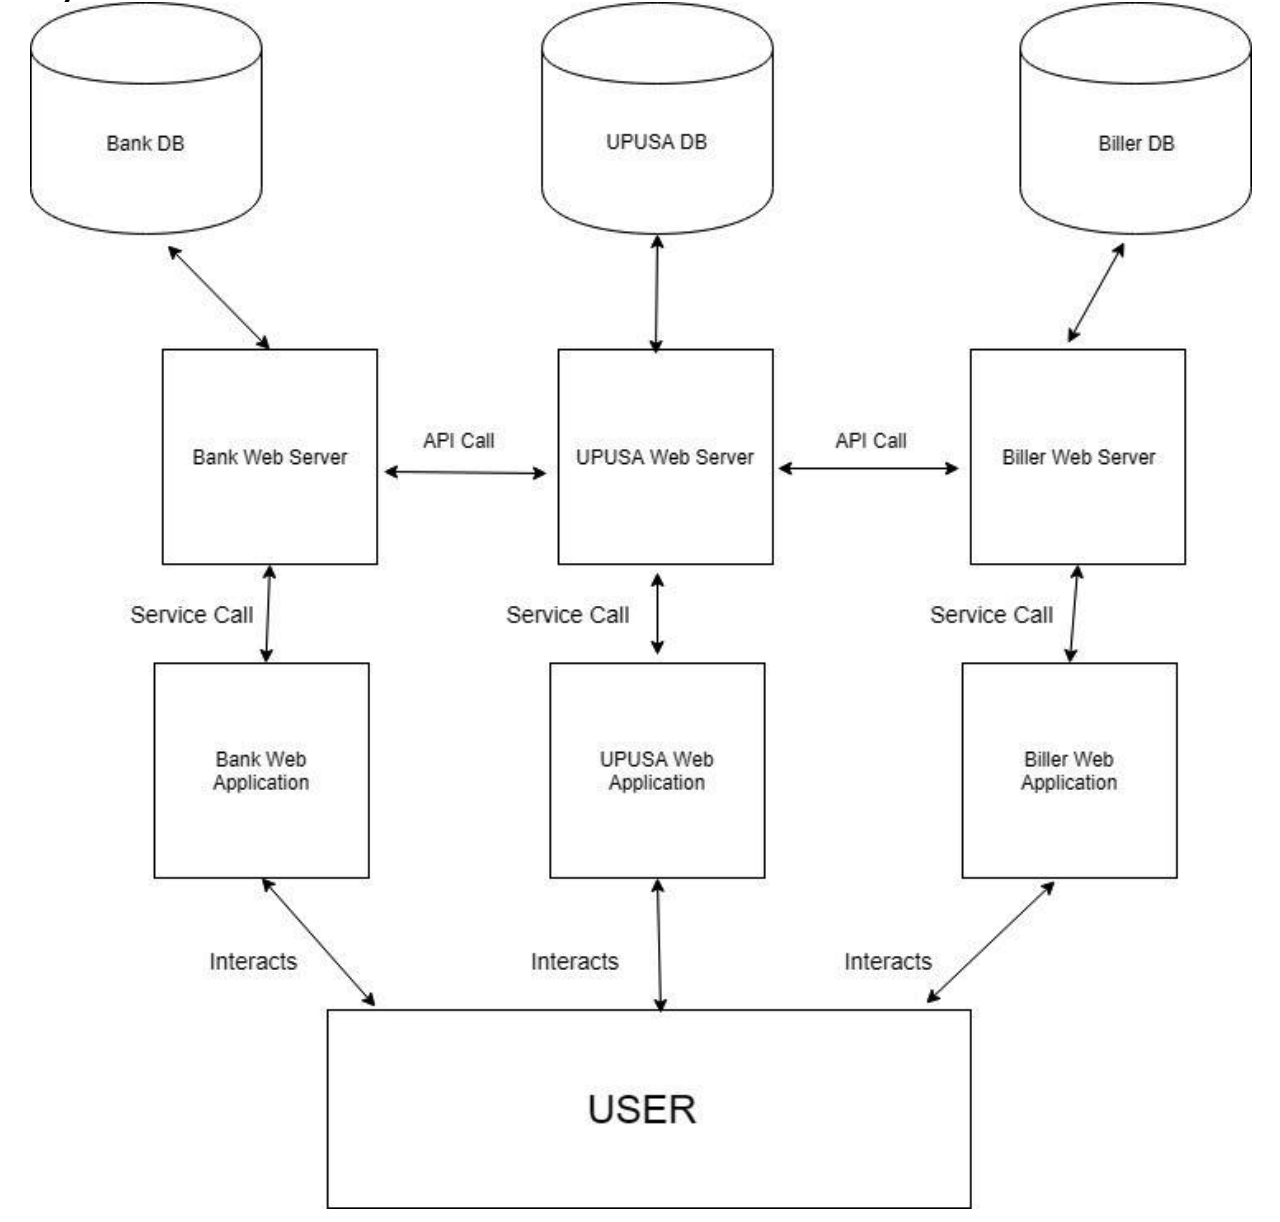 Bank DB
UPUSA DB
Biller DB
API Call
API Call
Bank Web Server
UPUSA Web Server
Biller Web Server
Service Call
Service Call
Service Call
Bank Web
Application
UPUSA Web
Application
Biller Web
Application
Interacts
Interacts
Interacts
USER